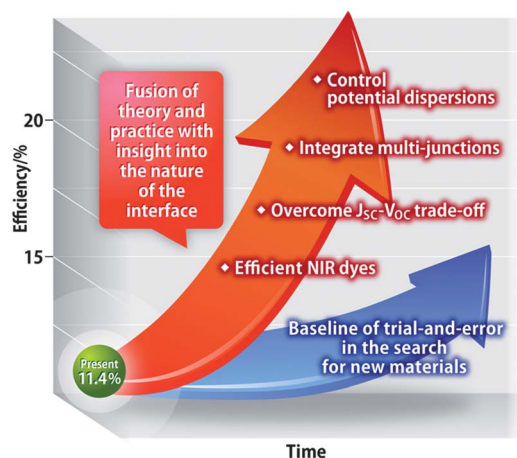 Fusion of
theory and
practice with
insight into
the nature
of the
interface
Control
potential dispersions
Integrate multi-junctions
Overcome JSC-VOC trade-off
Efficient NIR dyes
Baseline of trial-and-error
in the search
for new materials
Present
11.4%
Efficiency/%
20
15
Time